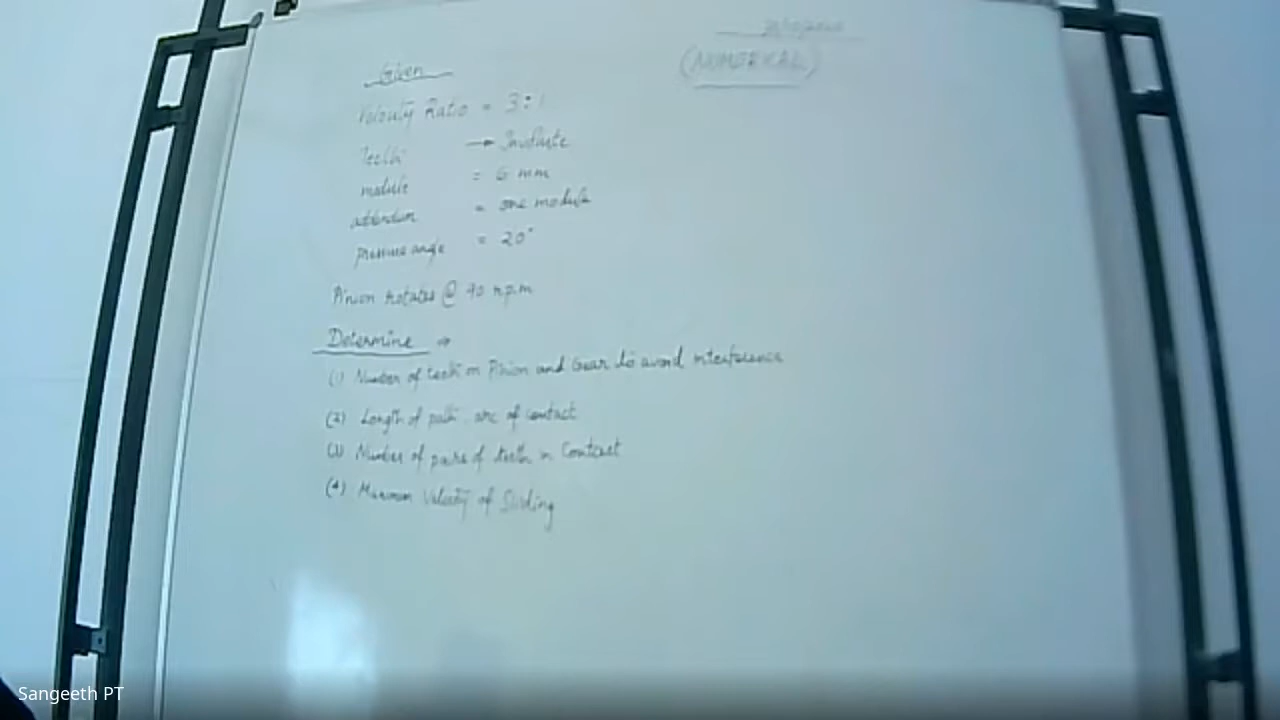 (NUMERICAL)
Given
Velocity Ratio = 3:1
Teeth → Involute
module = 6 mm
addendum = one module
pressure angle = 20°
Pinion rotates @ 90 r.p.m
Determine ⇒
(1) Number of teeth on Pinion and Gear to avoid interference
(2) Length of path, arc of contact
(3) Number of pairs of teeth in Contact
(4) Maximum Velocity of Sliding
Sangeeth PT